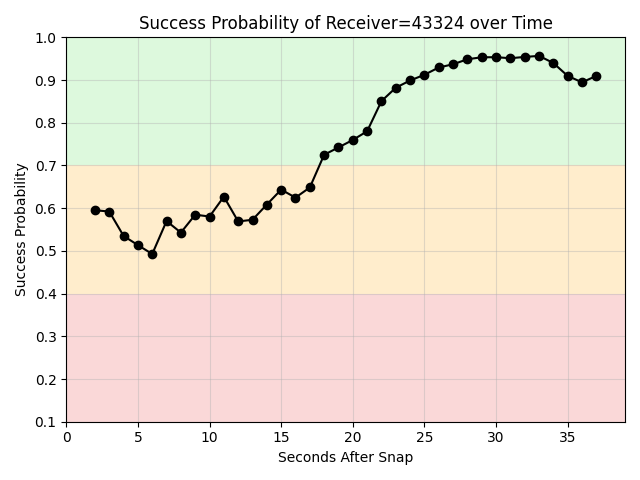 Success Probability of Receiver=43324 over Time
1.0
0.9
0.8
0.7
0.6
0.5
0.4
0.3
0.2
0.1
Success Probability
0 5 10 15 20 25 30 35
Seconds After Snap